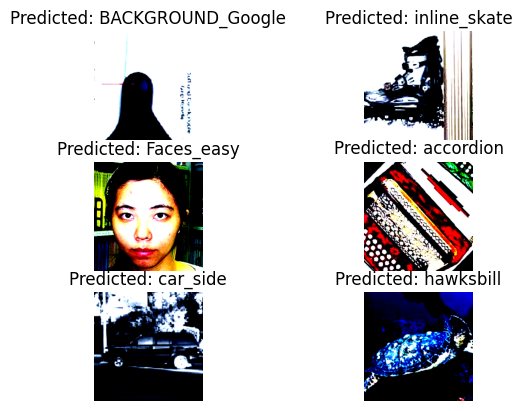 Predicted: BACKGROUND_Google
Predicted: inline_skate
Predicted: Faces_easy
Predicted: accordion
Predicted: car_side
Predicted: hawksbill